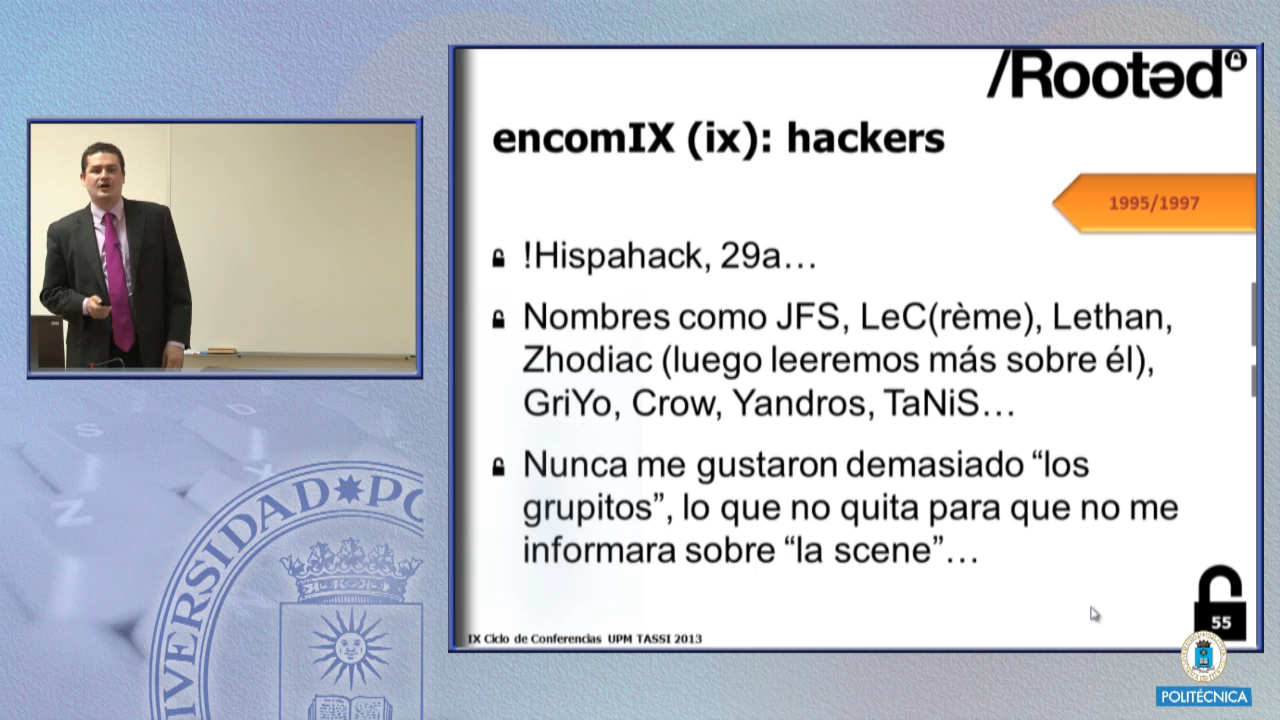 /Rootəd
encomIX (ix): hackers
1995/1997
!Hispahack, 29a…
Nombres como JFS, LeC(rème), Lethan,
Zhodiac (luego leeremos más sobre él),
GriYo, Crow, Yandros, TaNiS…
Nunca me gustaron demasiado “los
grupitos”, lo que no quita para que no me
informara sobre “la scene”…
55
IX Ciclo de Conferencias UPM TASSI 2013
POLITÉCNICA
VERSIDAD PO